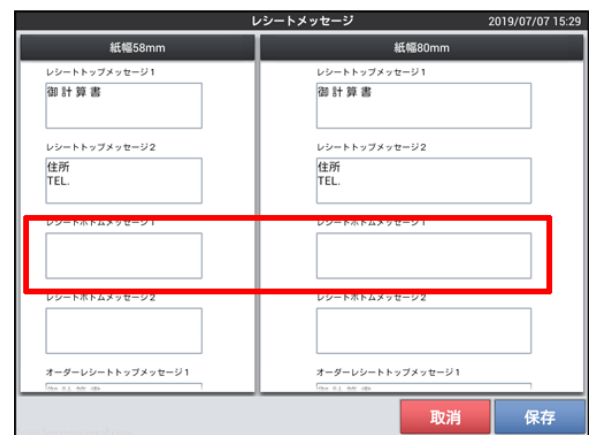 レシートメッセージ 2019/07/07 15:29
紙幅58mm 紙幅80mm
レシートトップメッセージ1 レシートトップメッセージ1
御 計 算 書 御 計 算 書
レシートトップメッセージ2 レシートトップメッセージ2
住所 住所
TEL. TEL.
レシートボトムメッセージ1 レシートボトムメッセージ1
レシートボトムメッセージ2 レシートボトムメッセージ2
オーダーレシートトップメッセージ1 オーダーレシートトップメッセージ1
取消 保存